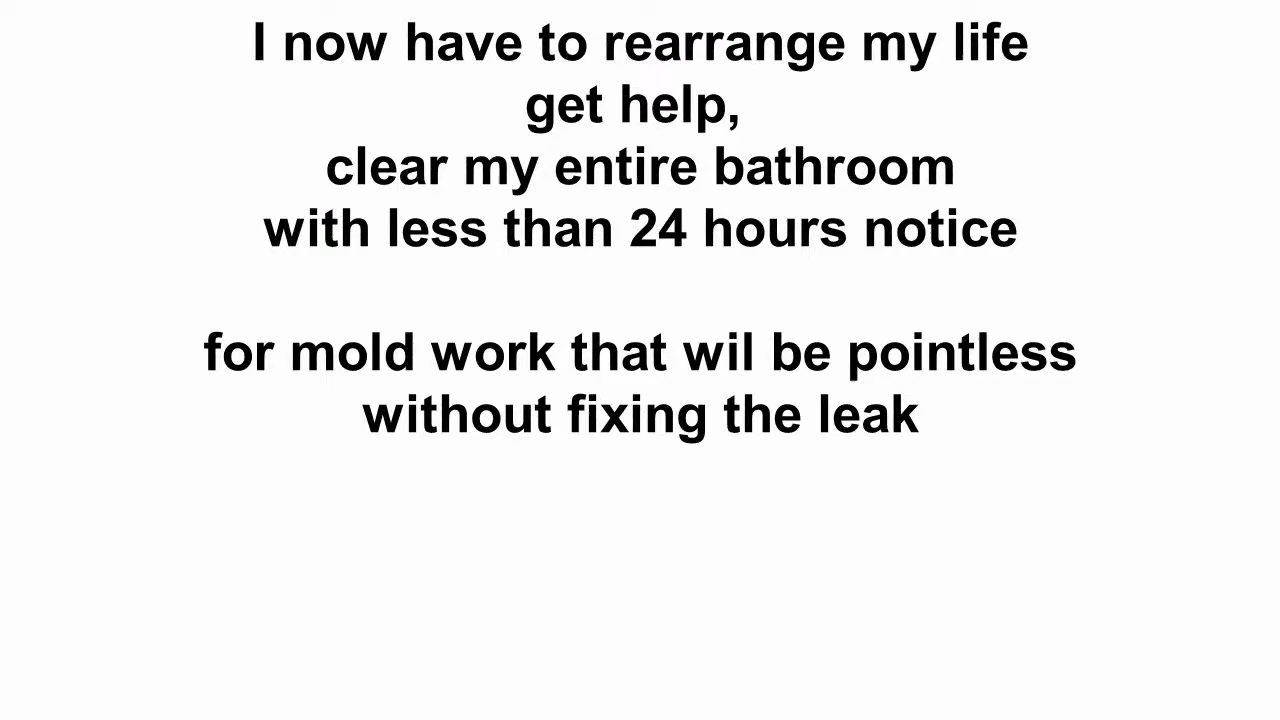 I now have to rearrange my life
get help,
clear my entire bathroom
with less than 24 hours notice
for mold work that wil be pointless
without fixing the leak